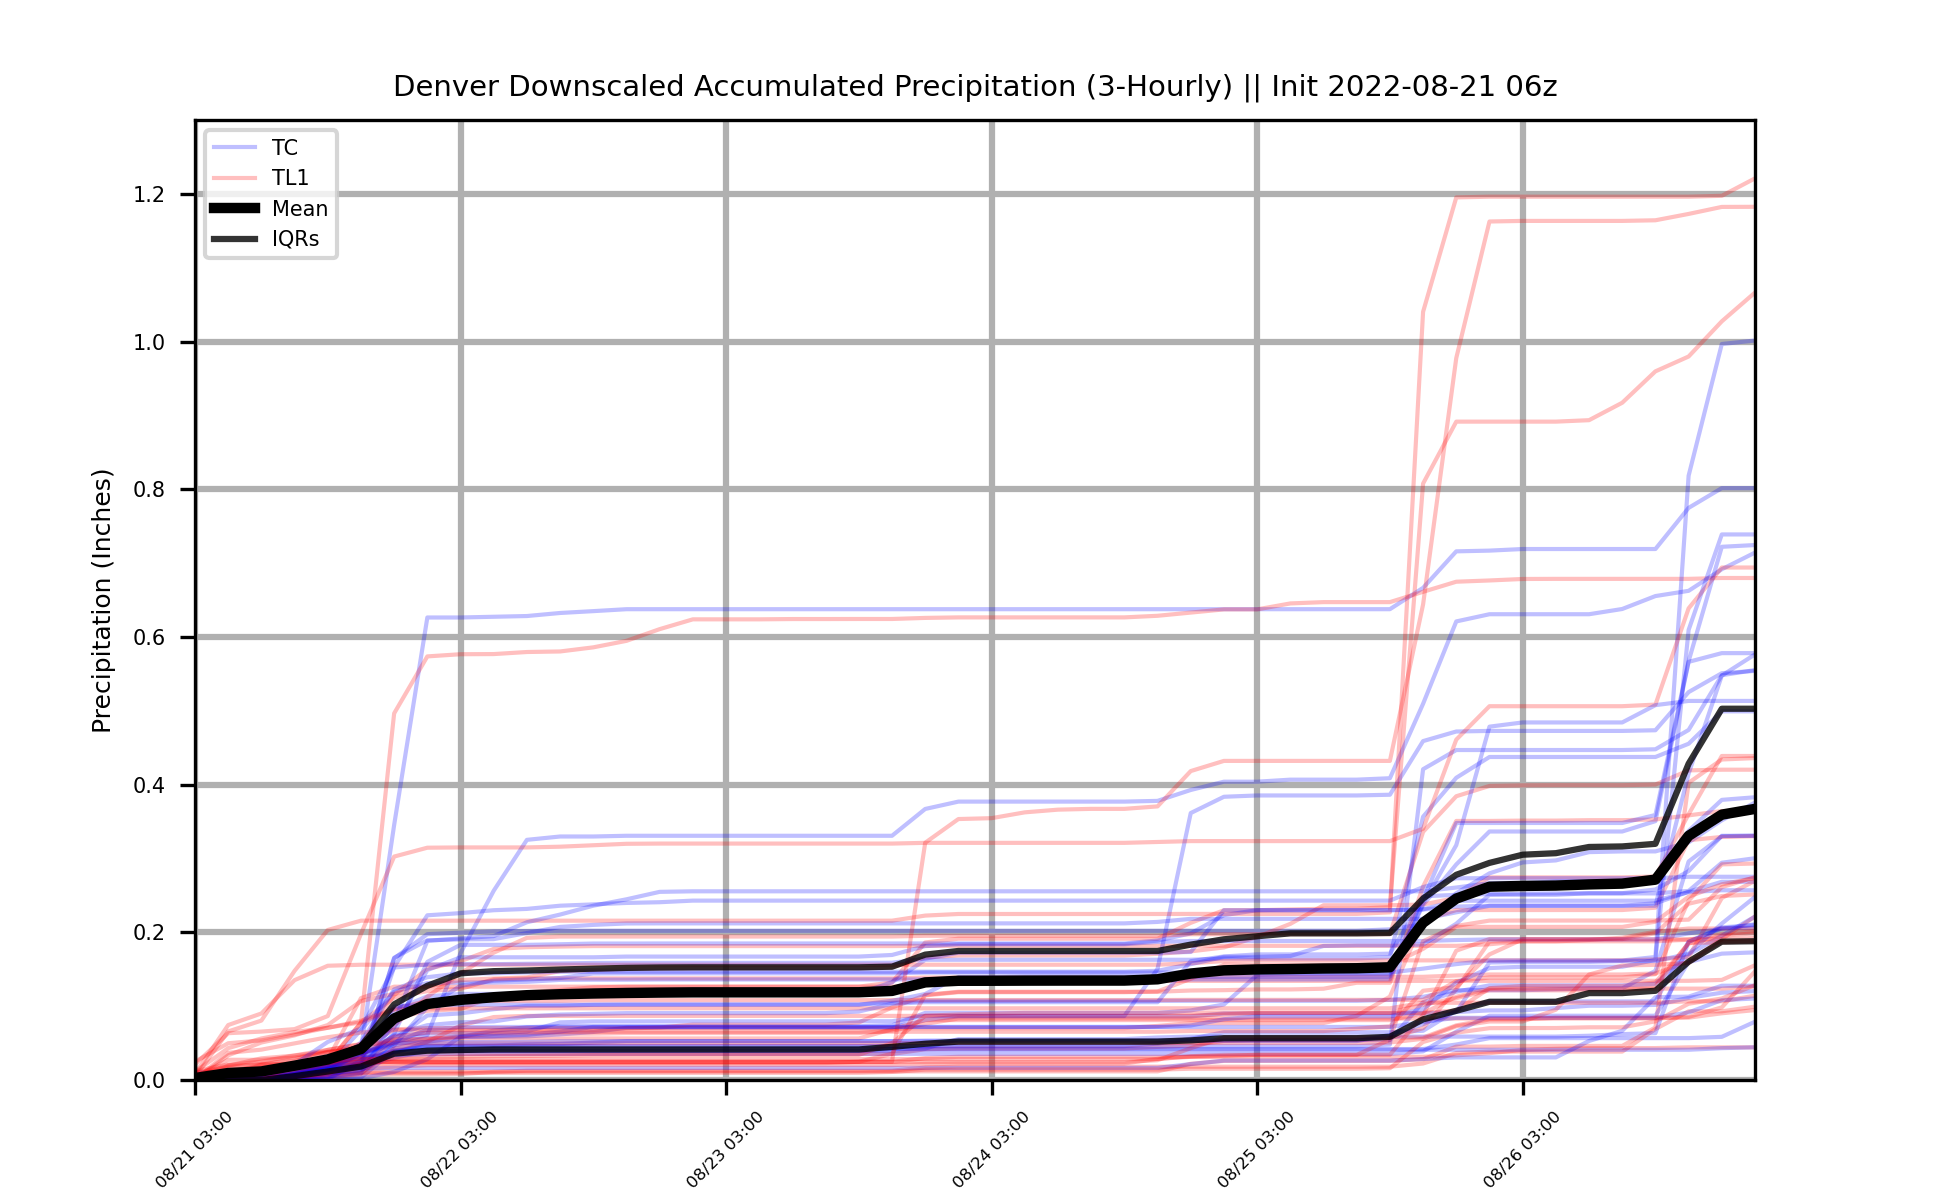 Denver Downscaled Accumulated Precipitation (3-Hourly) || Init 2022-08-21 06z
TC
TL1
Mean
IQRs
Precipitation (Inches)
1.2
1.0
0.8
0.6
0.4
0.2
0.0
08/21 03:00
08/22 03:00
08/23 03:00
08/24 03:00
08/25 03:00
08/26 03:00